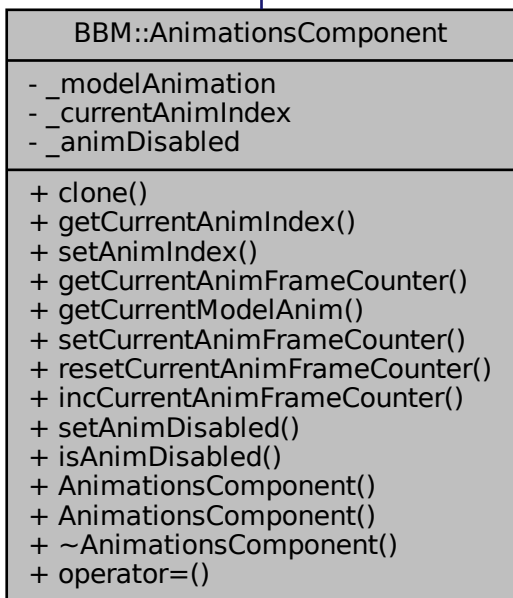 BBM::AnimationsComponent
- _modelAnimation
- _currentAnimIndex
- _animDisabled
+ clone()
+ getCurrentAnimIndex()
+ setAnimIndex()
+ getCurrentAnimFrameCounter()
+ getCurrentModelAnim()
+ setCurrentAnimFrameCounter()
+ resetCurrentAnimFrameCounter()
+ incCurrentAnimFrameCounter()
+ setAnimDisabled()
+ isAnimDisabled()
+ AnimationsComponent()
+ AnimationsComponent()
+ ~AnimationsComponent()
+ operator=()